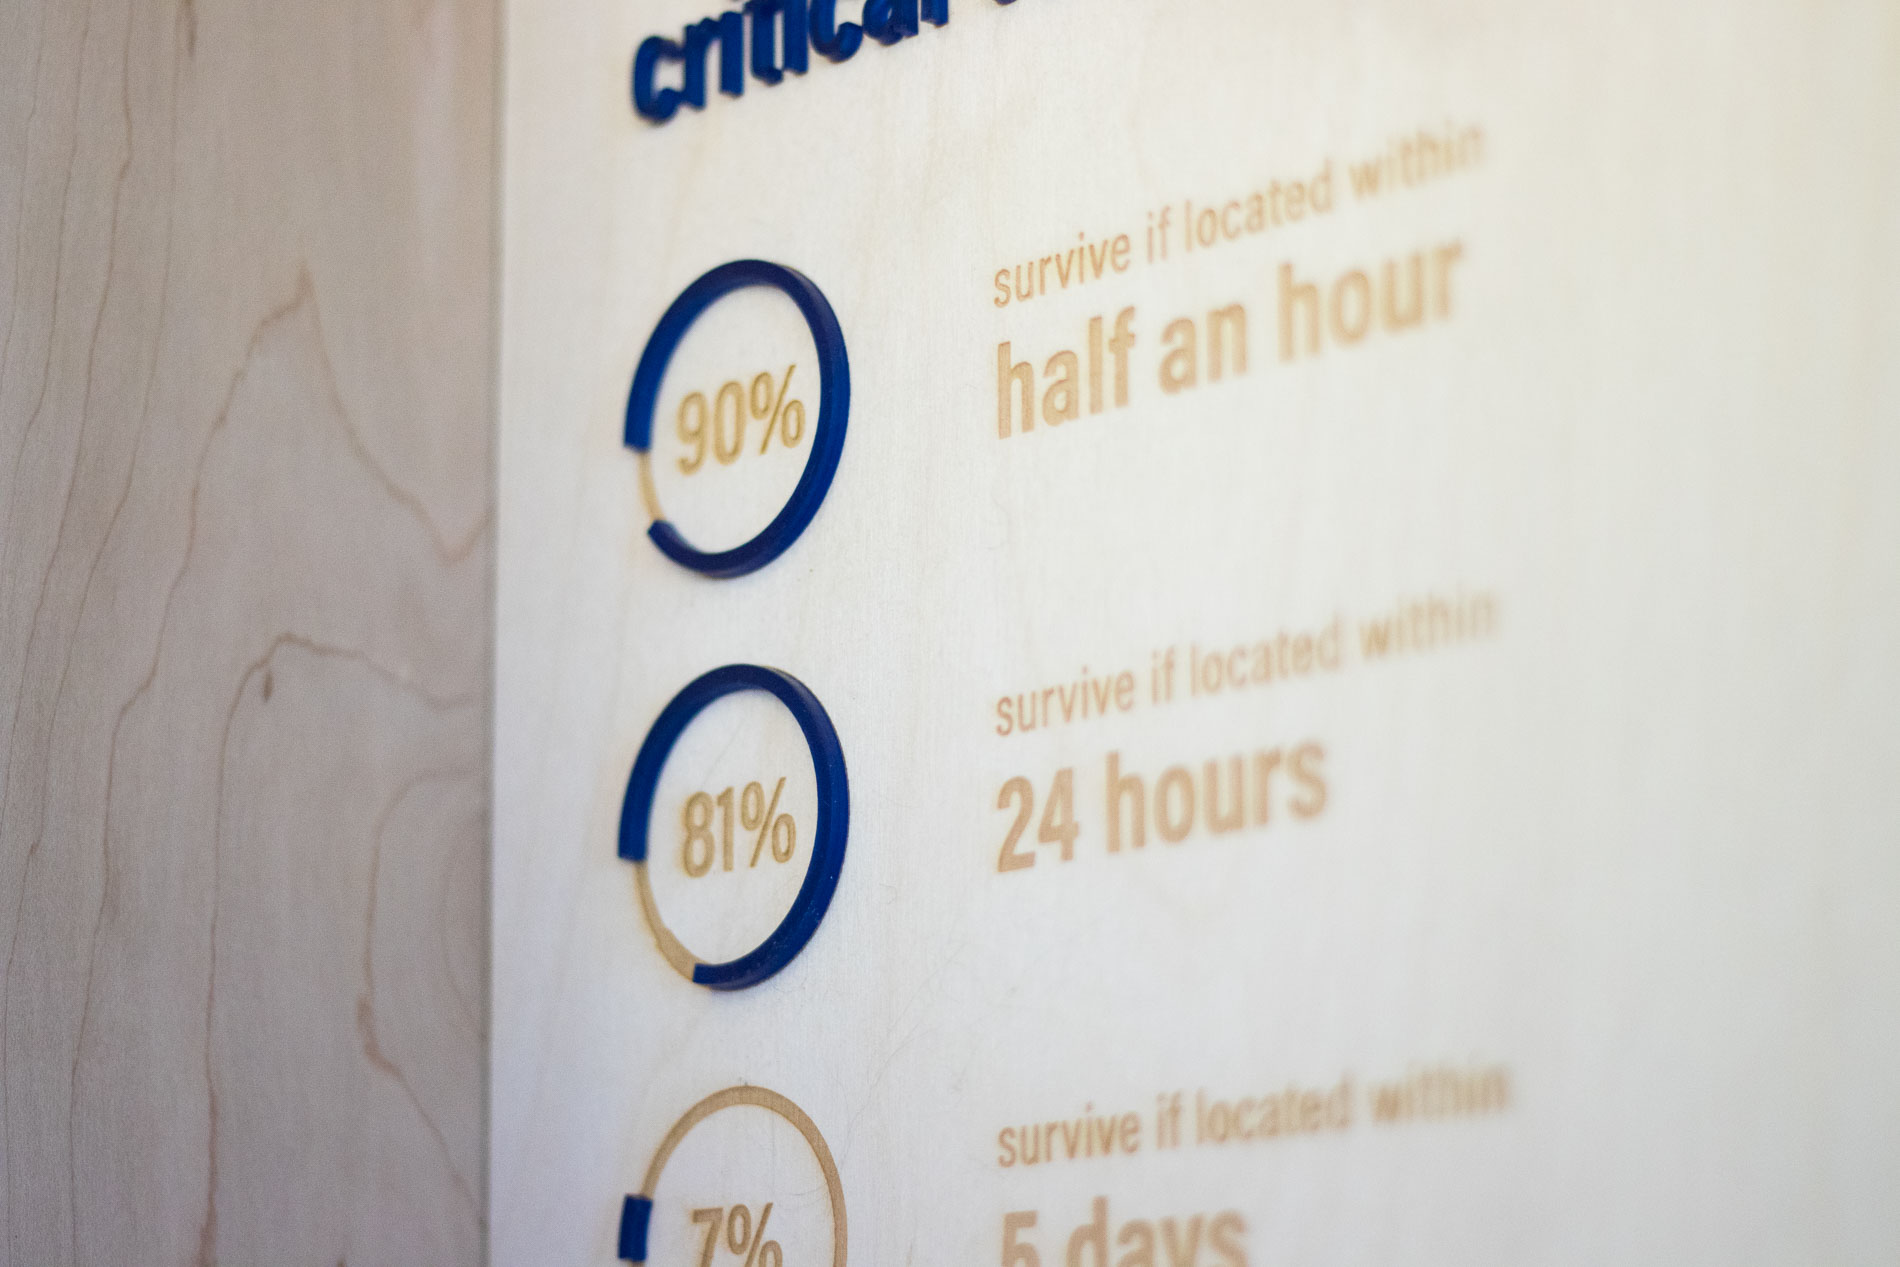 critical
90%
survive if located within
half an hour
81%
survive if located within
24 hours
7%
survive if located within
5 days